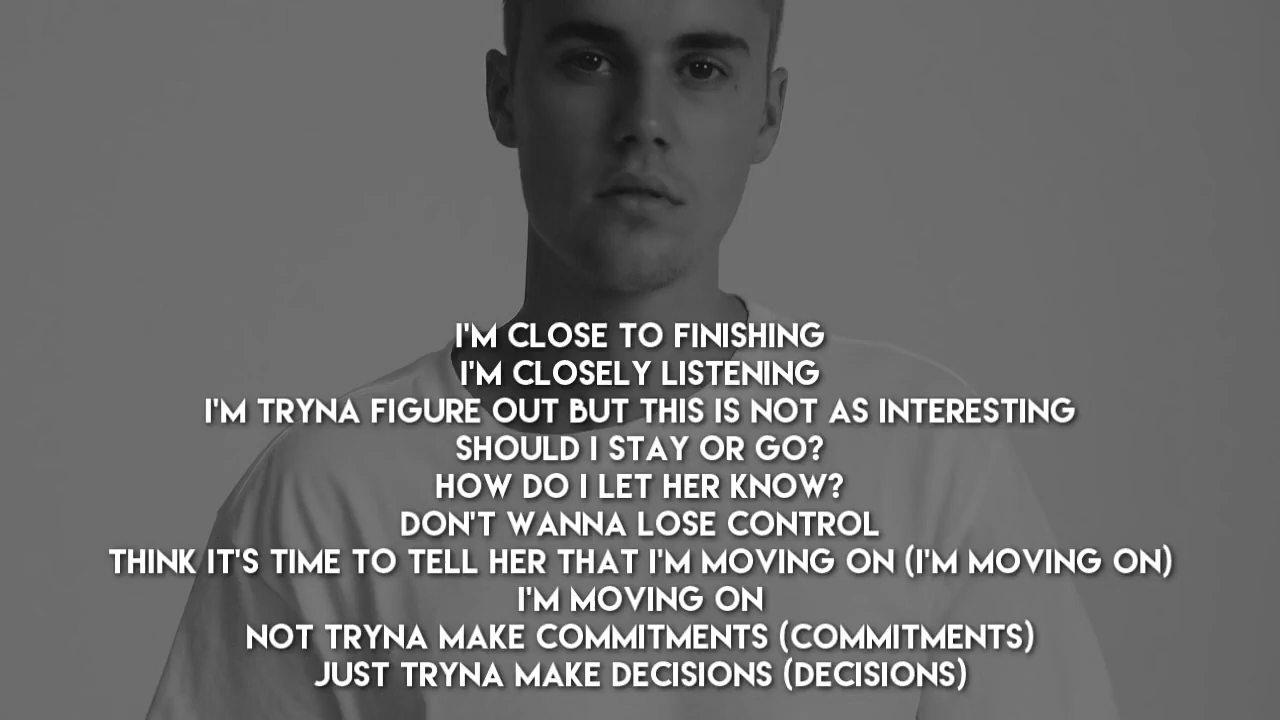 I'M CLOSE TO FINISHING
I'M CLOSELY LISTENING
I'M TRYNA FIGURE OUT BUT THIS IS NOT AS INTERESTING
SHOULD I STAY OR GO?
HOW DO I LET HER KNOW?
DON'T WANNA LOSE CONTROL
THINK IT'S TIME TO TELL HER THAT I'M MOVING ON (I'M MOVING ON)
I'M MOVING ON
NOT TRYNA MAKE COMMITMENTS (COMMITMENTS)
JUST TRYNA MAKE DECISIONS (DECISIONS)